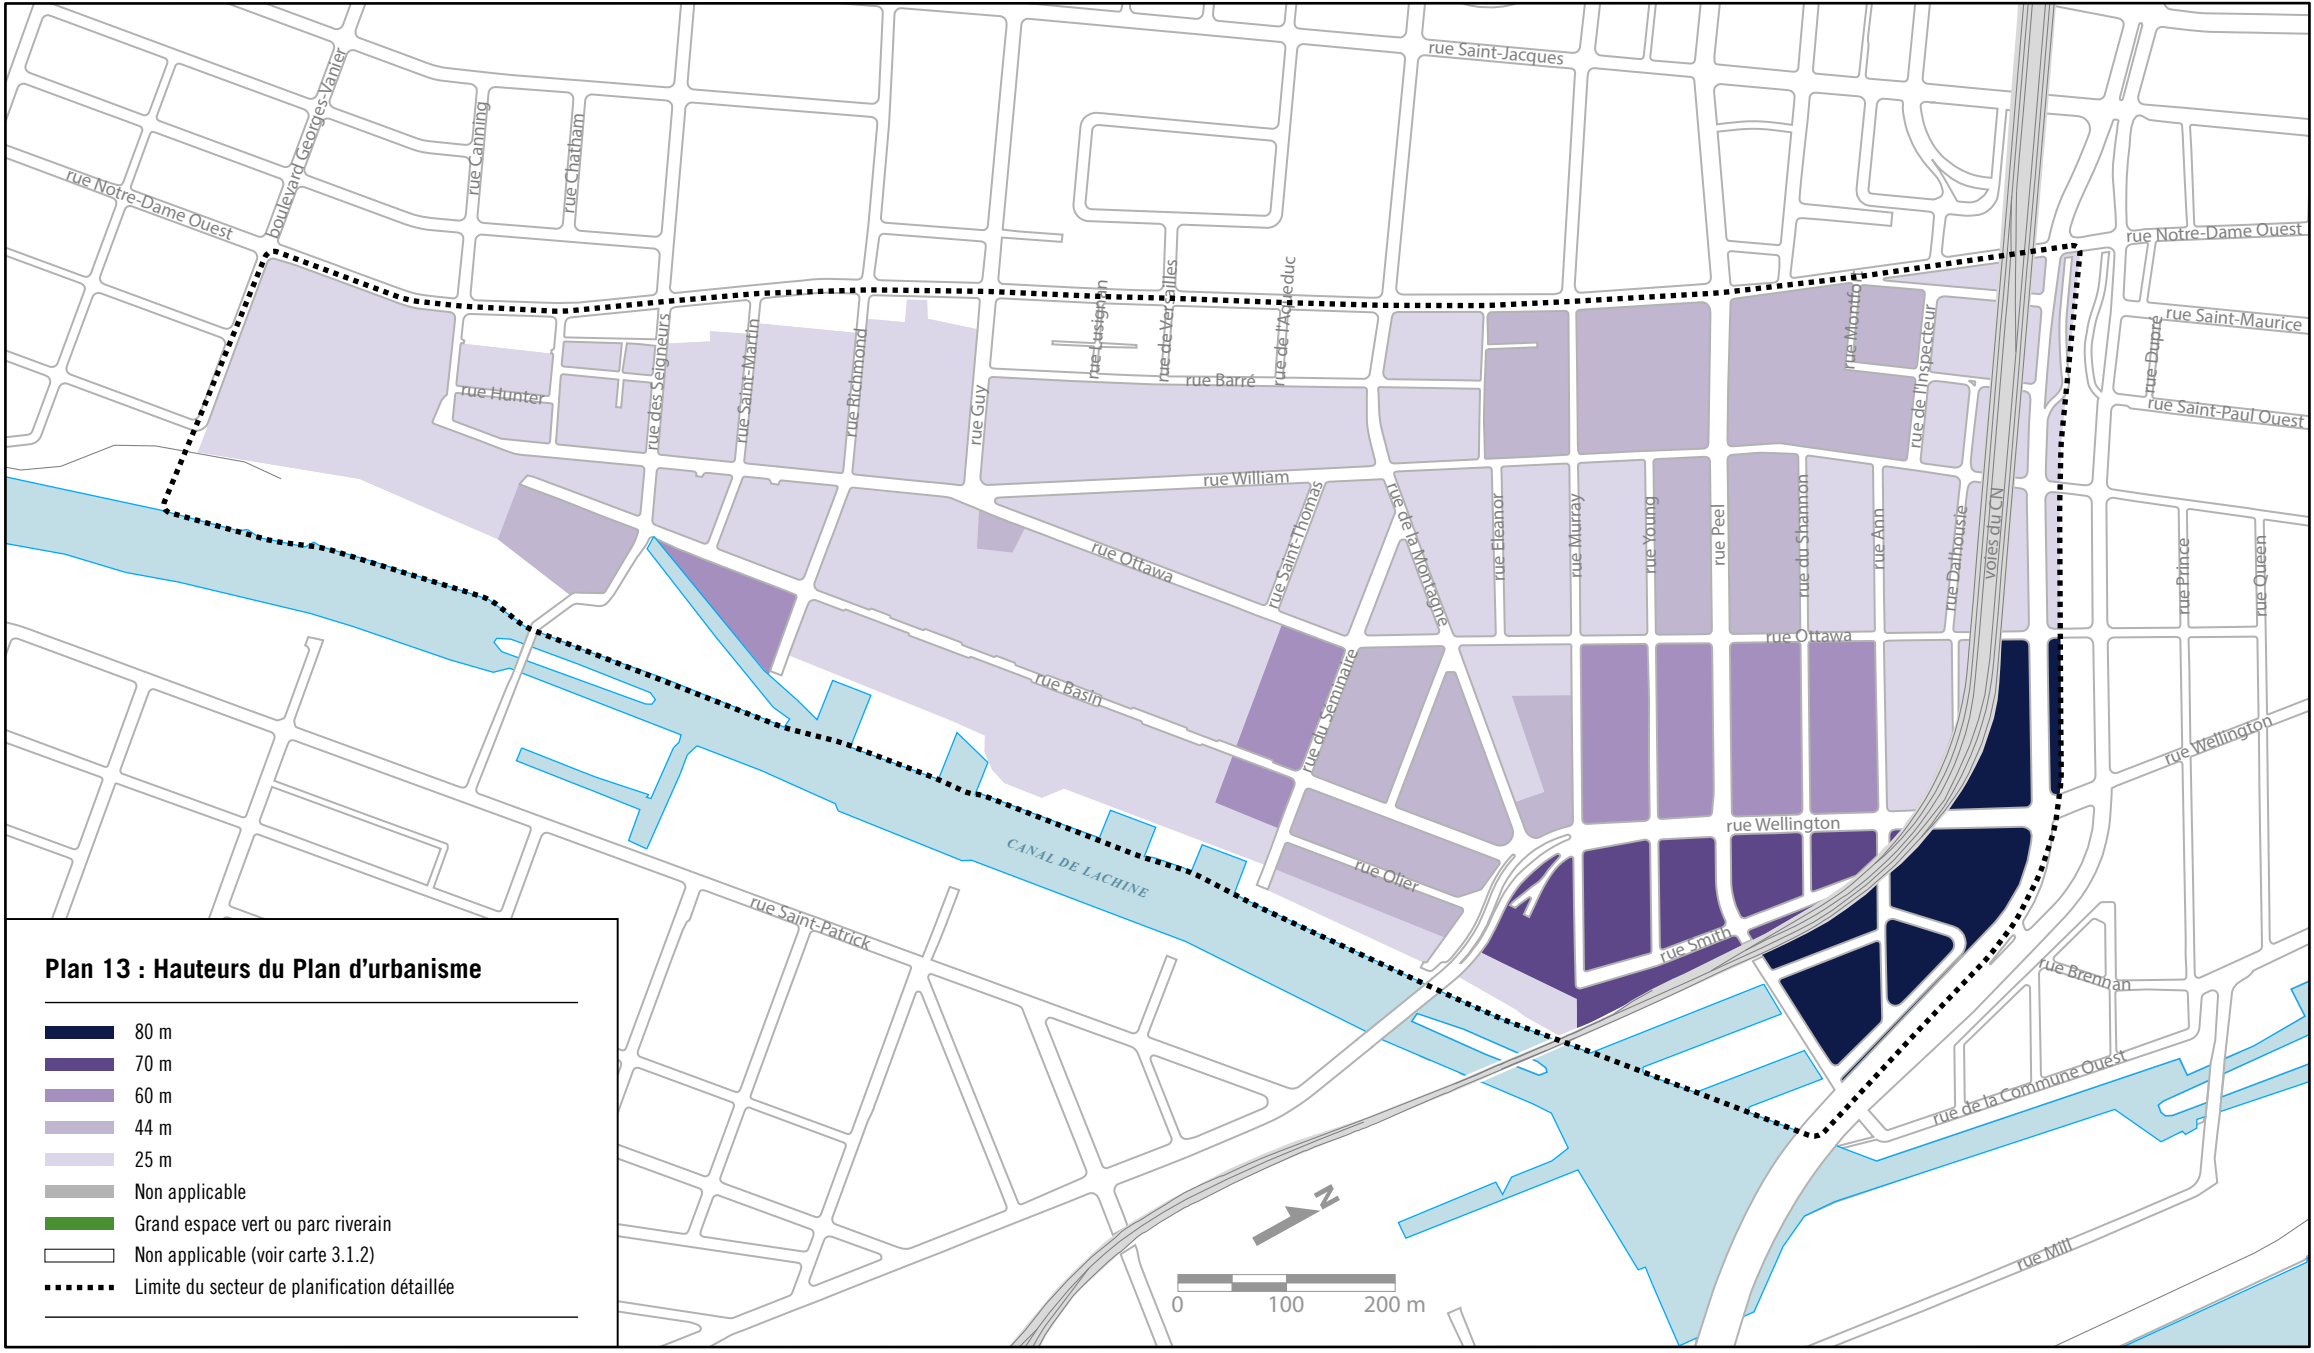 rue Saint-Jacques
boulevard Georges-Vanier
rue Canning
rue Chatham
rue Notre-Dame Ouest
rue Notre-Dame Ouest
rue Lusignan
rue de Versailles
rue de l'Aqueduc
rue Montfort
rue de l'Inspecteur
rue Saint-Maurice
rue Dupré
rue Saint-Paul Ouest
rue Hunter
rue des Seigneurs
rue Saint-Martin
rue Richmond
rue Guy
rue Barré
rue William
rue Saint-Thomas
rue de la Montagne
rue Eleanor
rue Murray
rue Young
rue Peel
rue du Shannon
rue Ann
rue Dalhousie
voies du CN
rue Prince
rue Queen
rue Ottawa
rue Ottawa
rue Basin
rue du Séminaire
rue Wellington
rue Wellington
rue Olier
rue Smith
CANAL DE LACHINE
rue Saint-Patrick
rue Brennan
rue de la Commune Ouest
rue Mill
N
0 100 200 m
Plan 13 : Hauteurs du Plan d'urbanisme
80 m
70 m
60 m
44 m
25 m
Non applicable
Grand espace vert ou parc riverain
Non applicable (voir carte 3.1.2)
Limite du secteur de planification détaillée